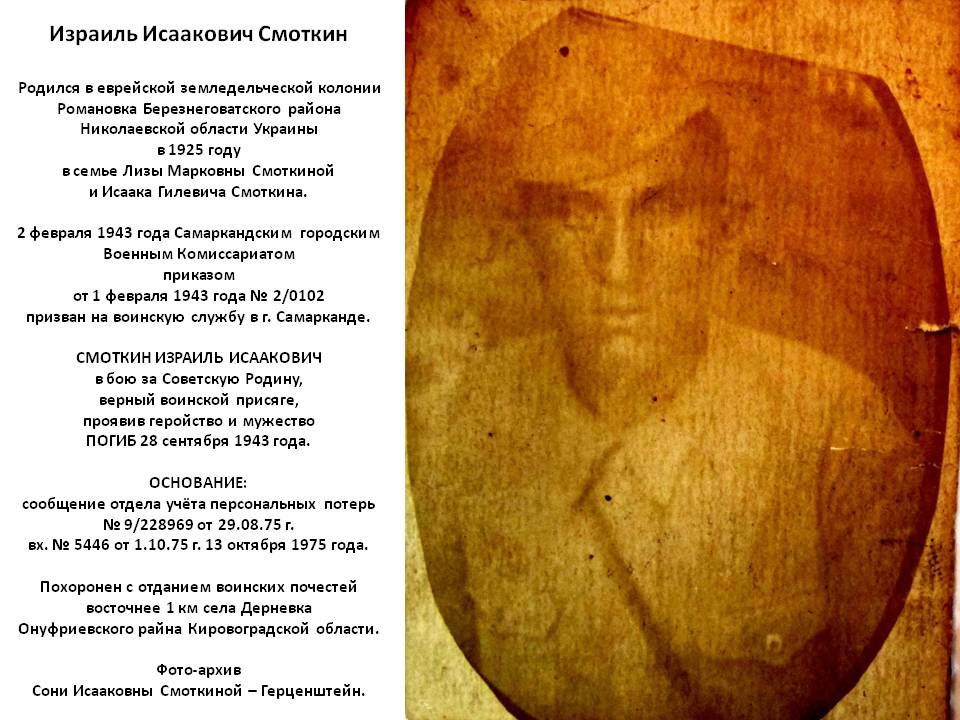 Израиль Исаакович Смоткин
Родился в еврейской земледельческой колонии
Романовка Березнеговатского района
Николаевской области Украины
в 1925 году
в семье Лизы Марковны Смоткиной
и Исаака Гилевича Смоткина.
2 февраля 1943 года Самаркандским городским
Военным Комиссариатом
приказом
от 1 февраля 1943 года № 2/0102
призван на воинскую службу в г. Самарканде.
СМОТКИН ИЗРАИЛЬ ИСААКОВИЧ
в бою за Советскую Родину,
верный воинской присяге,
проявив геройство и мужество
ПОГИБ 28 сентября 1943 года.
ОСНОВАНИЕ:
сообщение отдела учёта персональных потерь
№ 9/228969 от 29.08.75 г.
вх. № 5446 от 1.10.75 г. 13 октября 1975 года.
Похоронен с отданием воинских почестей
восточнее 1 км села Дерневка
Онуфриевского райна Кировоградской области.
Фото-архив
Сони Исааковны Смоткиной – Герценштейн.